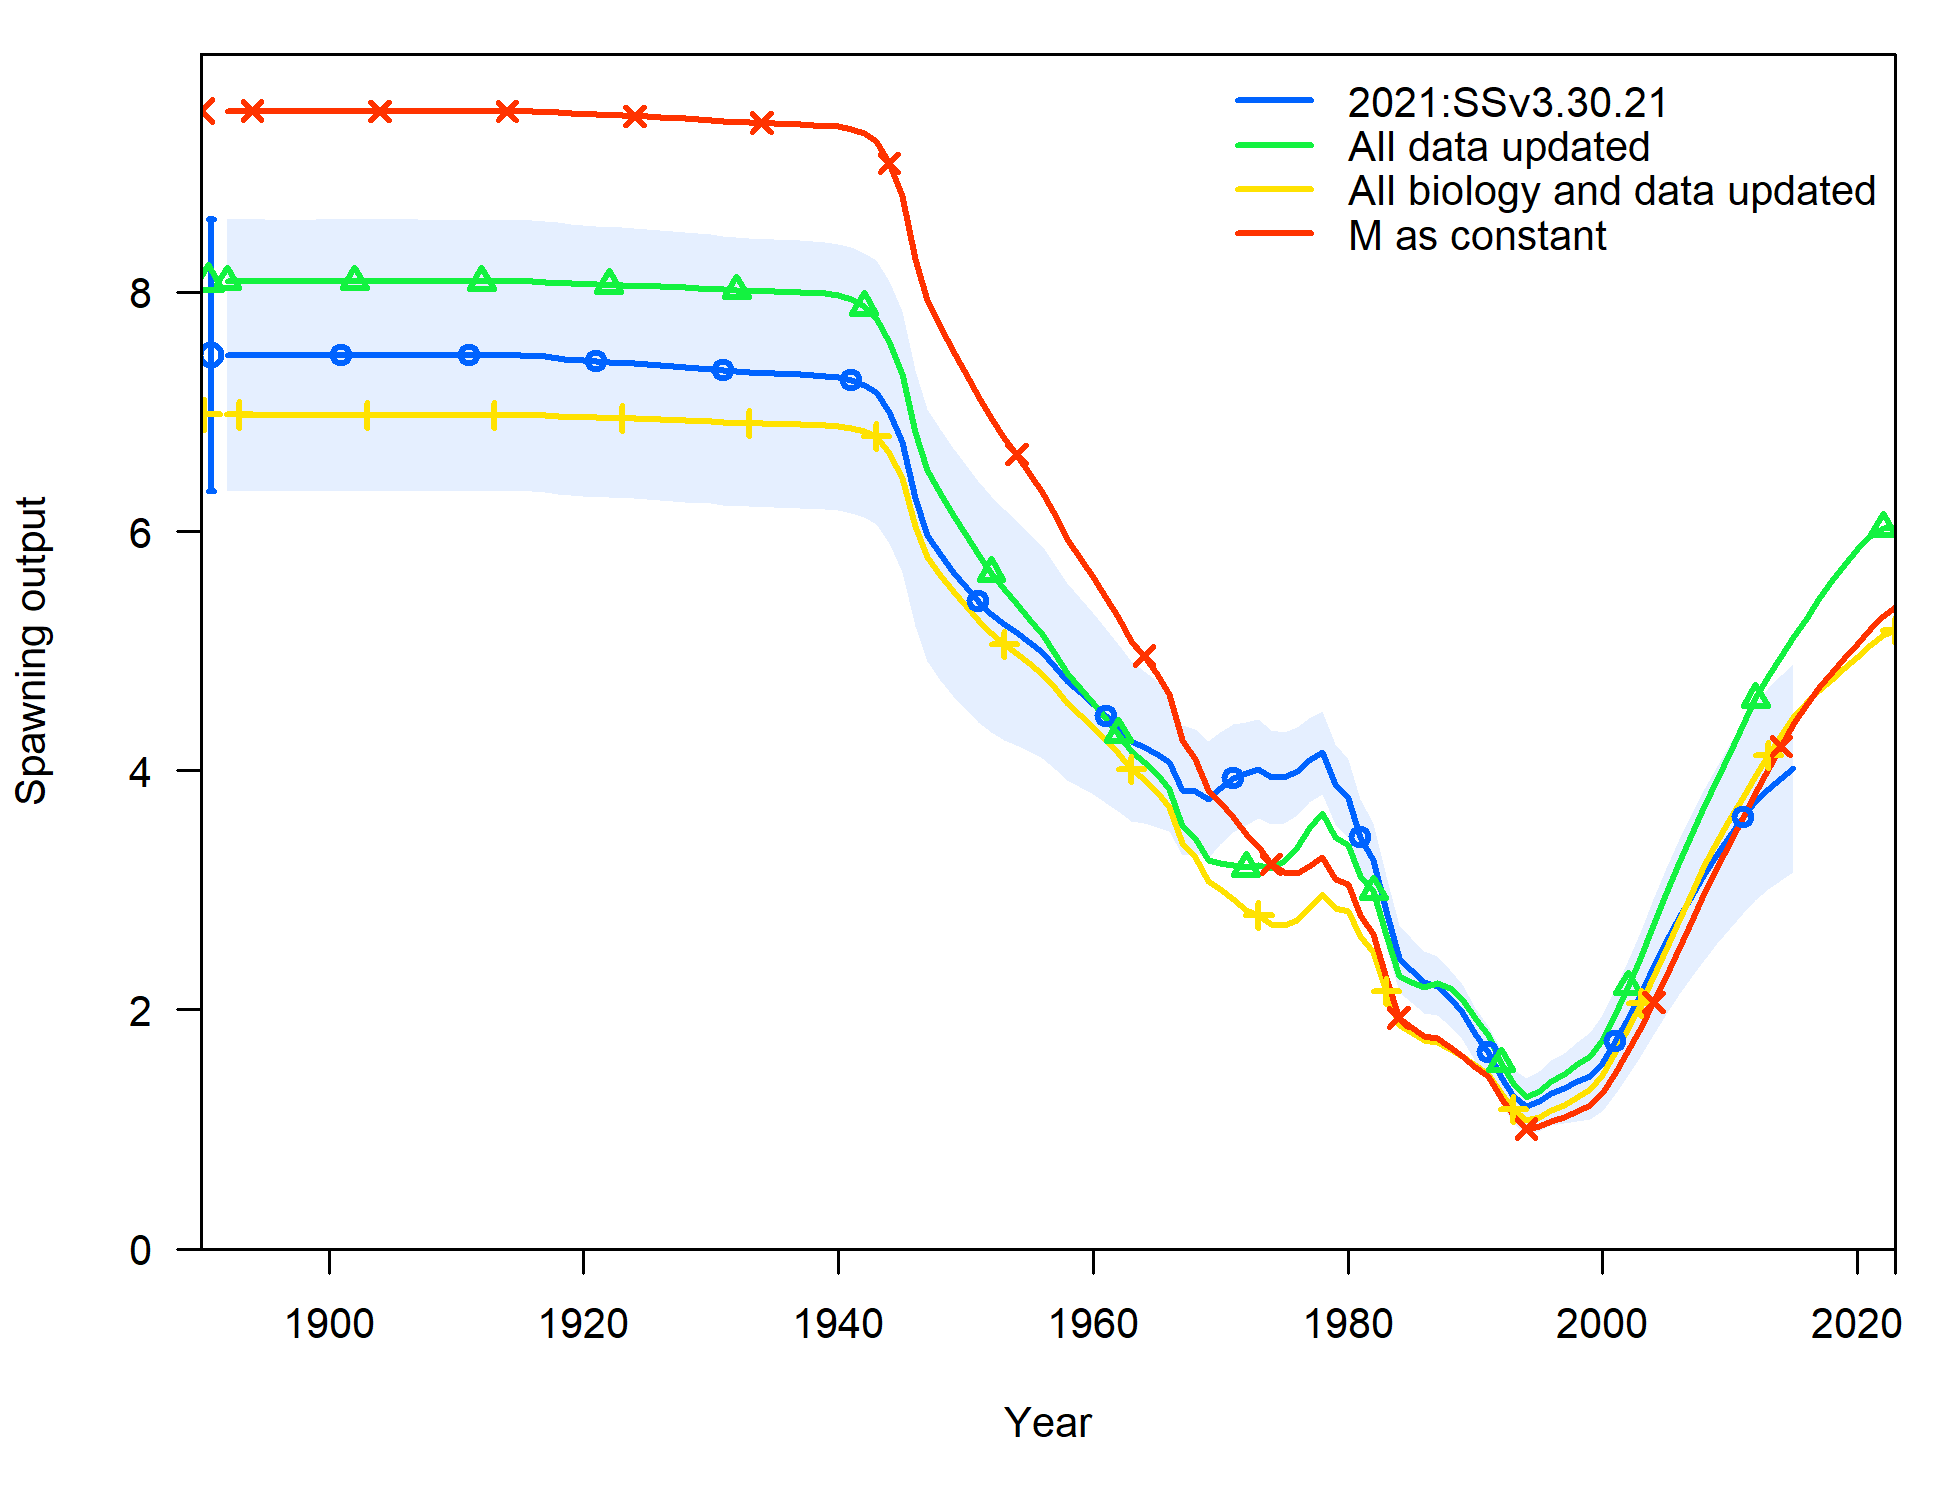 2021:SSv3.30.21
All data updated
All biology and data updated
M as constant
Spawning output
8
6
4
2
0
1900 1920 1940 1960 1980 2000 2020
Year